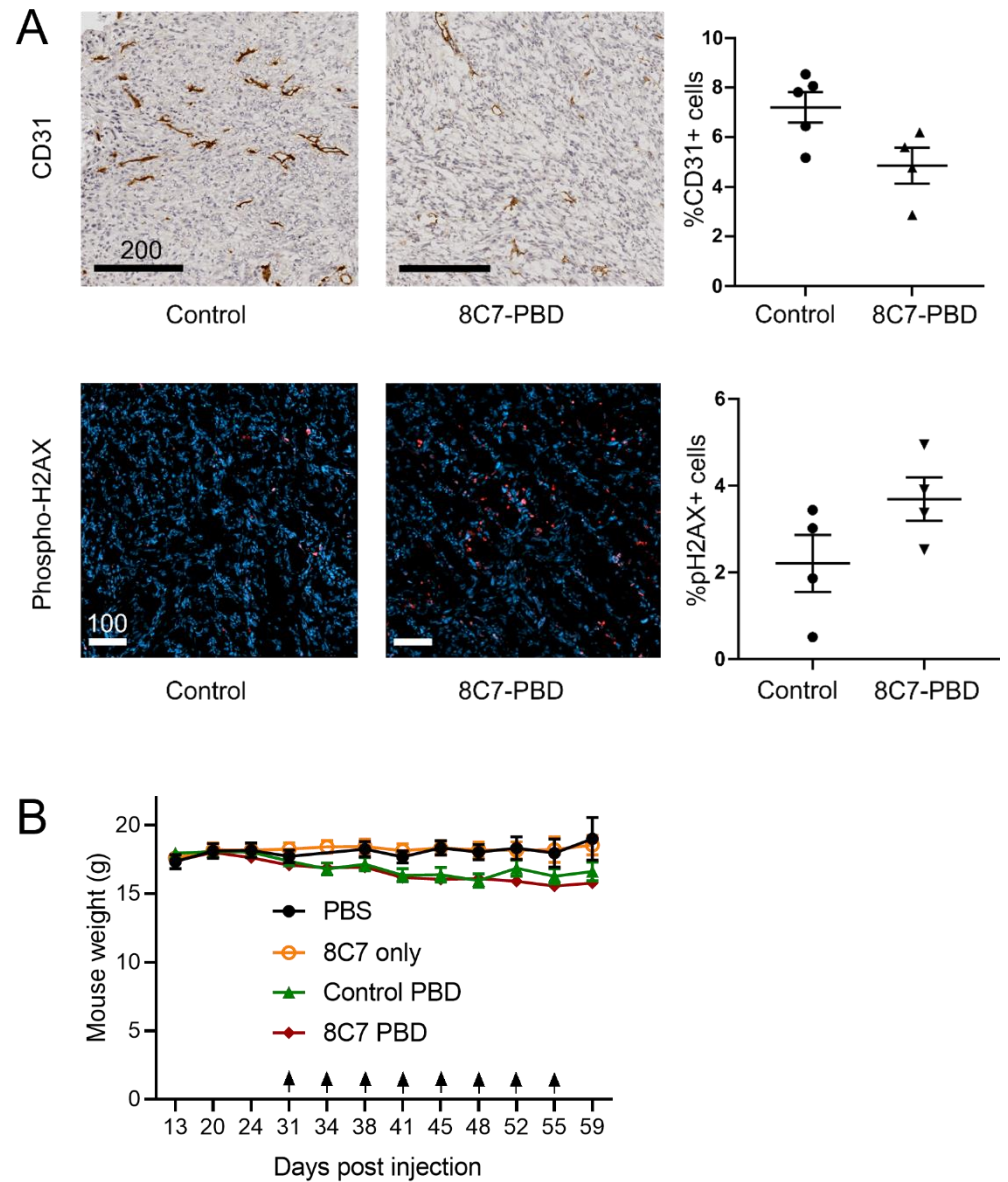 A
CD31
200
Control
8C7-PBD
%CD31+ cells
10
8
6
4
2
0
Control
8C7-PBD
Phospho-H2AX
100
Control
8C7-PBD
%pH2AX+ cells
6
4
2
0
Control
8C7-PBD
B
Mouse weight (g)
20
15
10
5
0
PBS
8C7 only
Control PBD
8C7 PBD
13 20 24 31 34 38 41 45 48 52 55 59
Days post injection